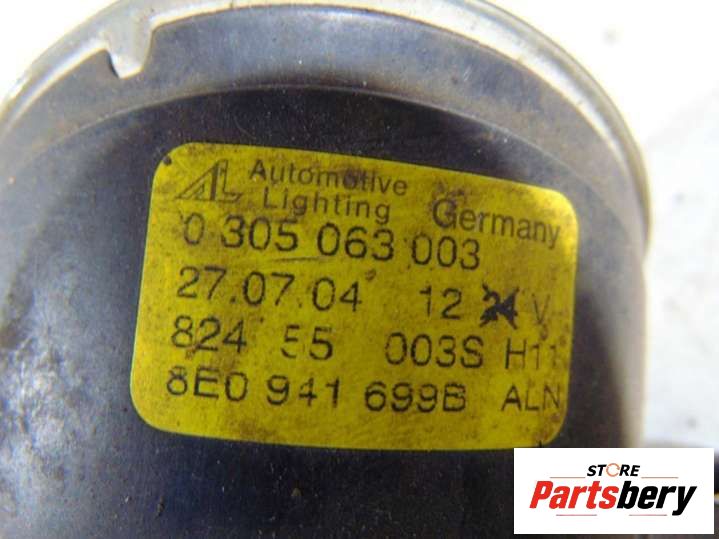 AL Automotive
Lighting Germany
0 305 063 003
27.07.04 12 24 V
824 55 003S H11
8E0 941 699B ALN
STORE
Partsbery